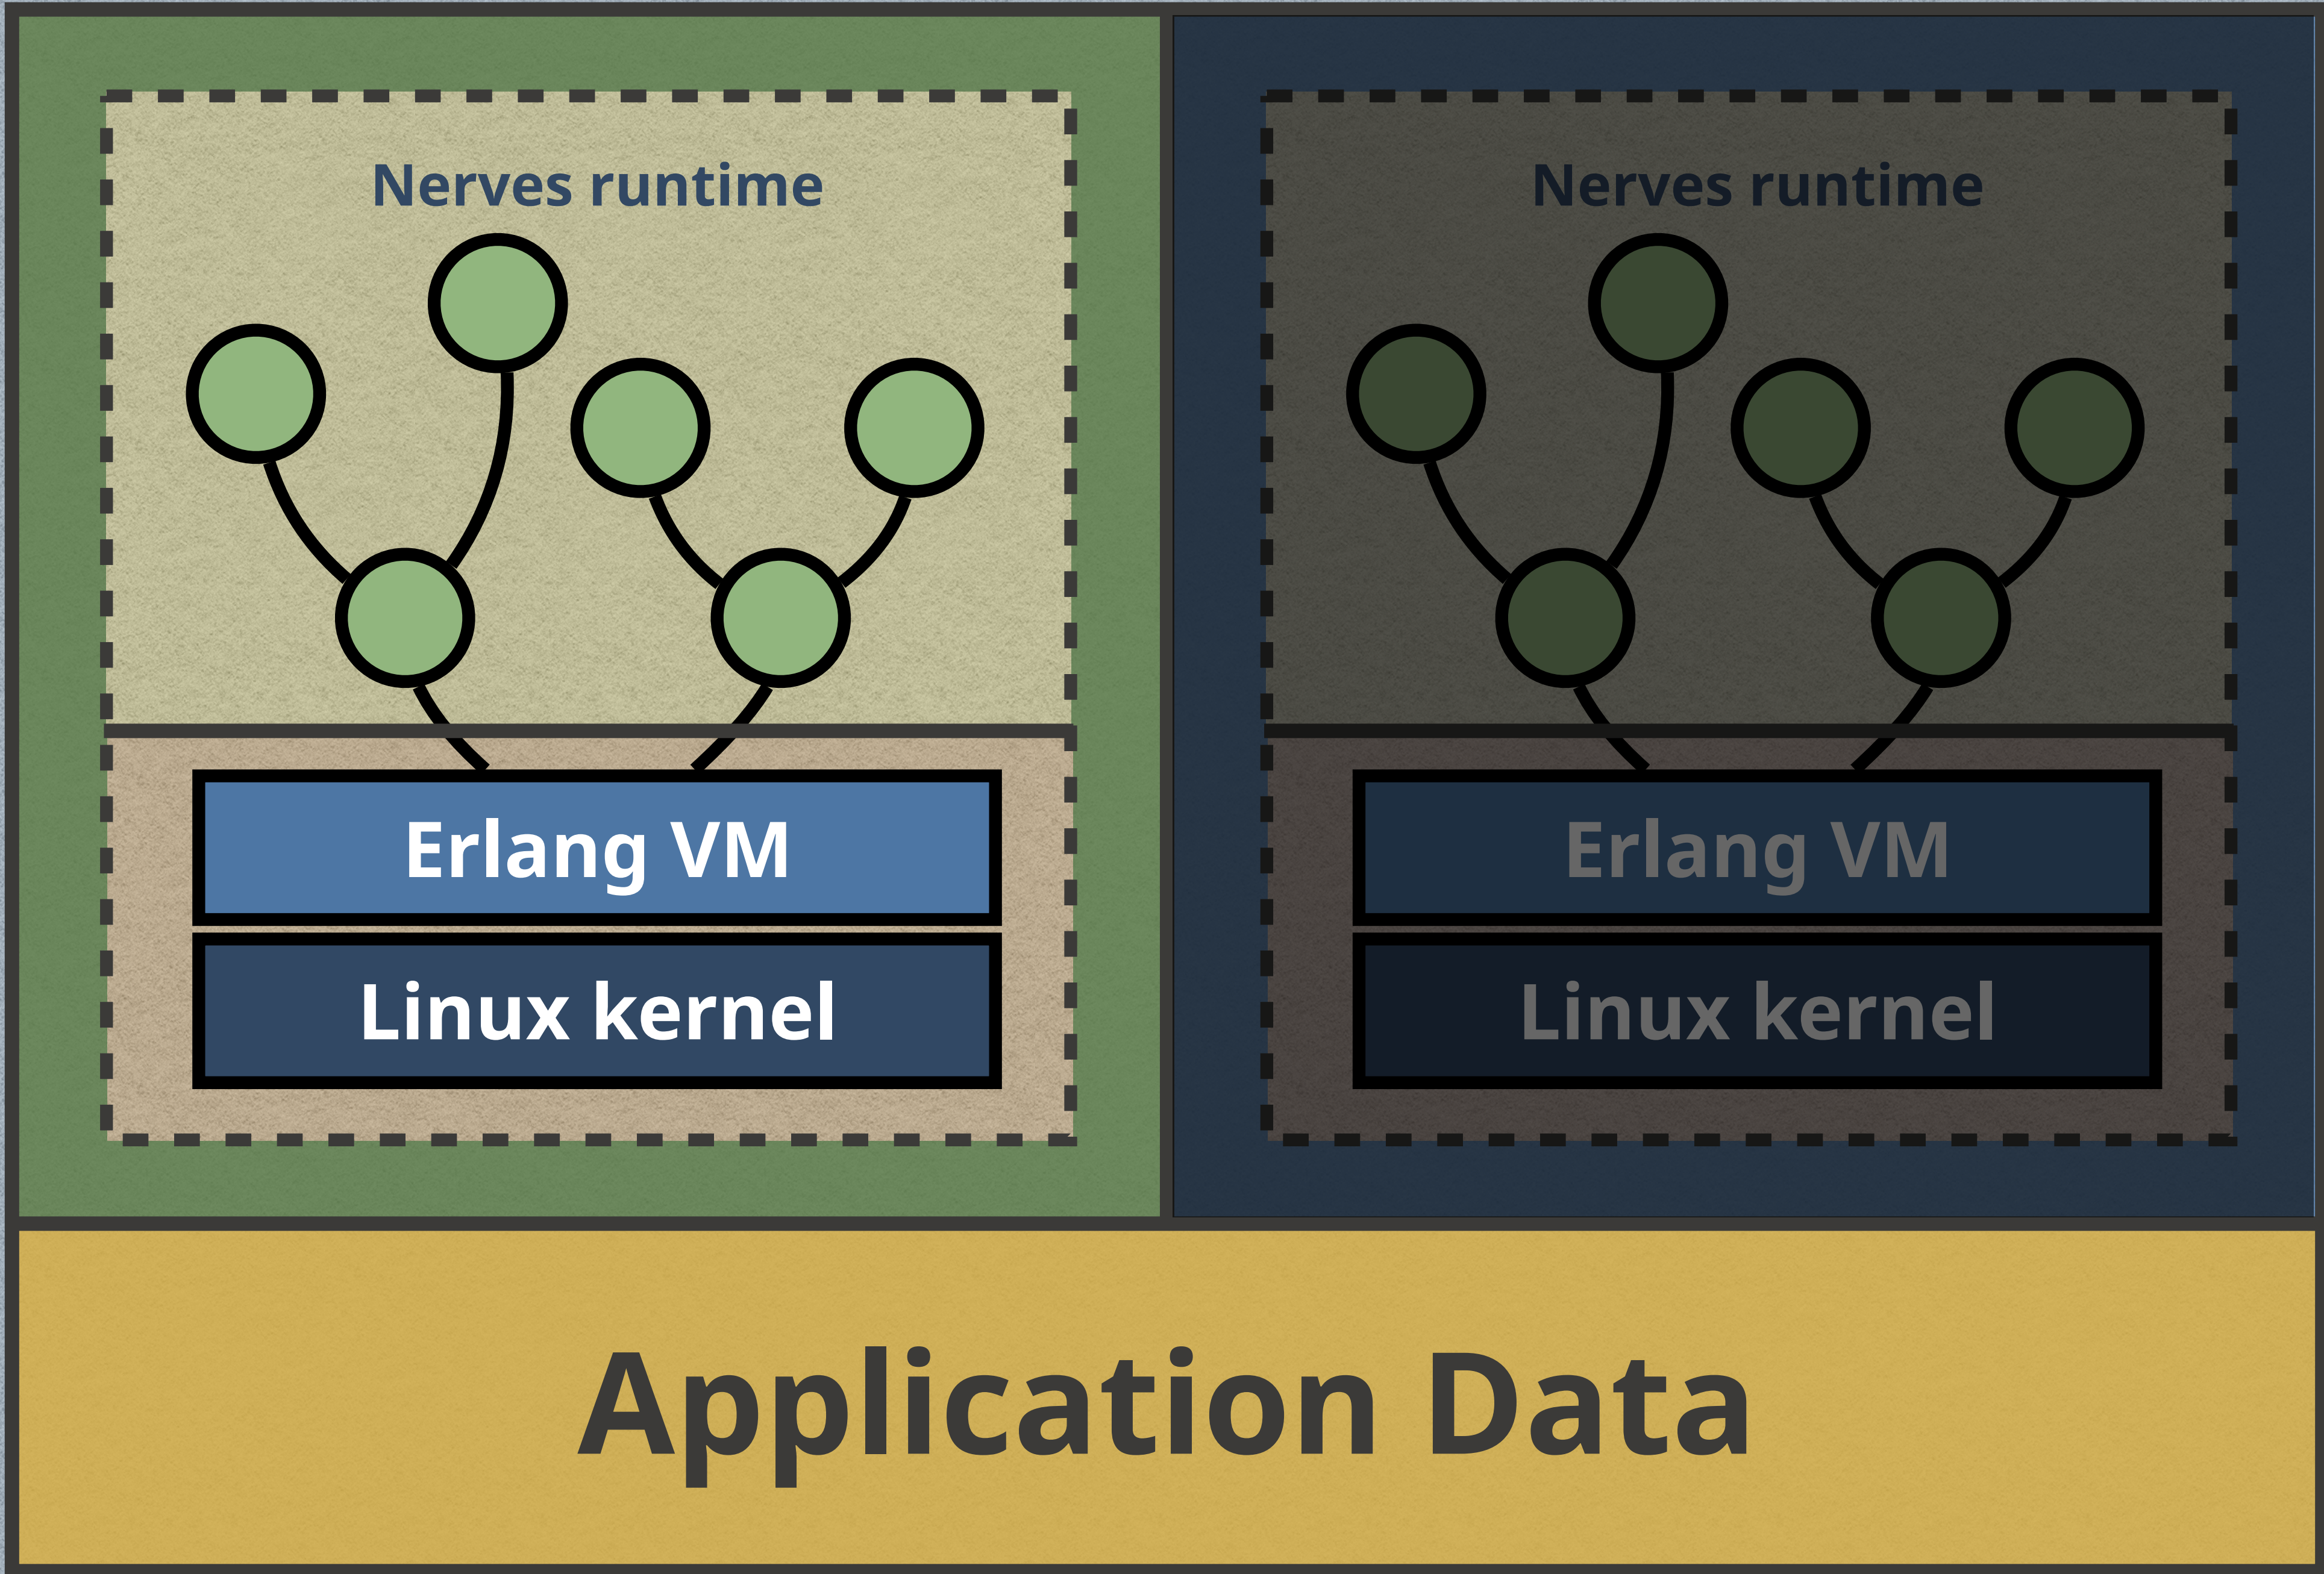 Nerves runtime
Erlang VM
Linux kernel
Nerves runtime
Erlang VM
Linux kernel
Application Data